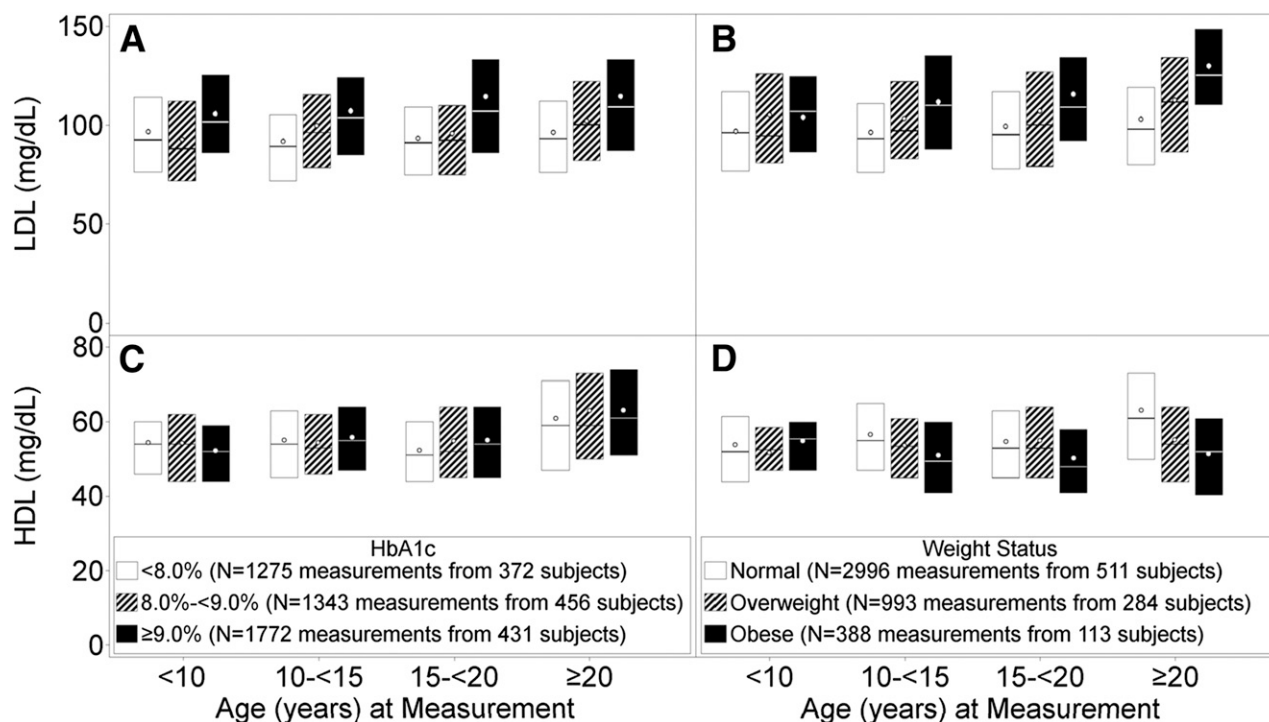 A
B
LDL (mg/dL)
150
100
50
0
C
D
HDL (mg/dL)
80
60
40
20
0
HbA1c
<8.0% (N=1275 measurements from 372 subjects)
8.0%-<9.0% (N=1343 measurements from 456 subjects)
≥9.0% (N=1772 measurements from 431 subjects)
Weight Status
Normal (N=2996 measurements from 511 subjects)
Overweight (N=993 measurements from 284 subjects)
Obese (N=388 measurements from 113 subjects)
<10 10-<15 15-<20 ≥20
Age (years) at Measurement
<10 10-<15 15-<20 ≥20
Age (years) at Measurement